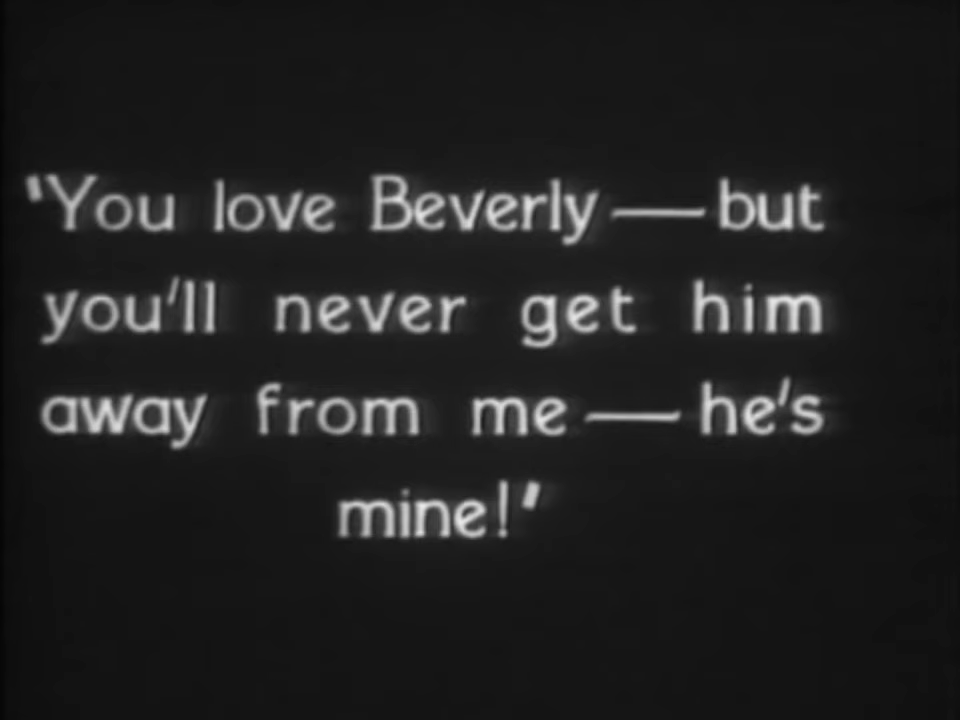 'You love Beverly — but
you'll never get him
away from me — he's
mine!'